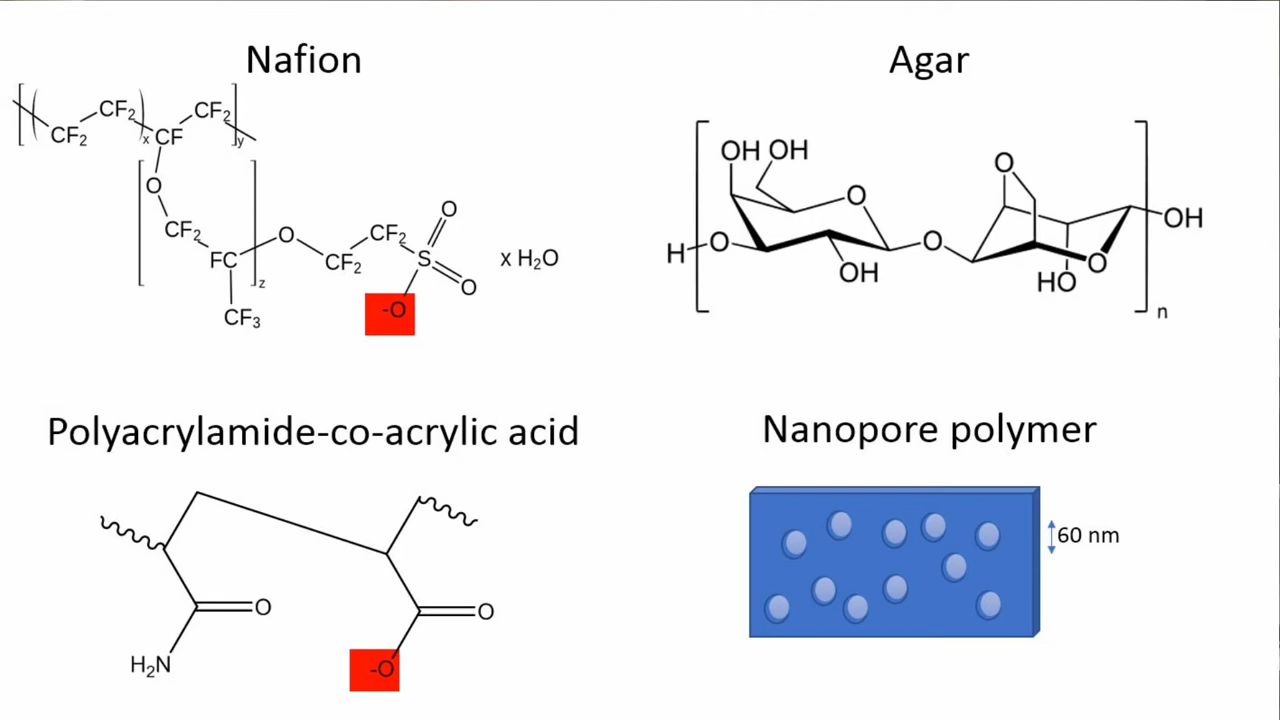 Nafion
CF2 CF2 x CF CF2 y
O
CF2
FC z
CF3
O
CF2
CF2
S
O
O
-O
x H2O
Agar
OH OH
O
H O
OH
O
O
HO
O
OH
n
Polyacrylamide-co-acrylic acid
O
H2N
O
-O
Nanopore polymer
60 nm